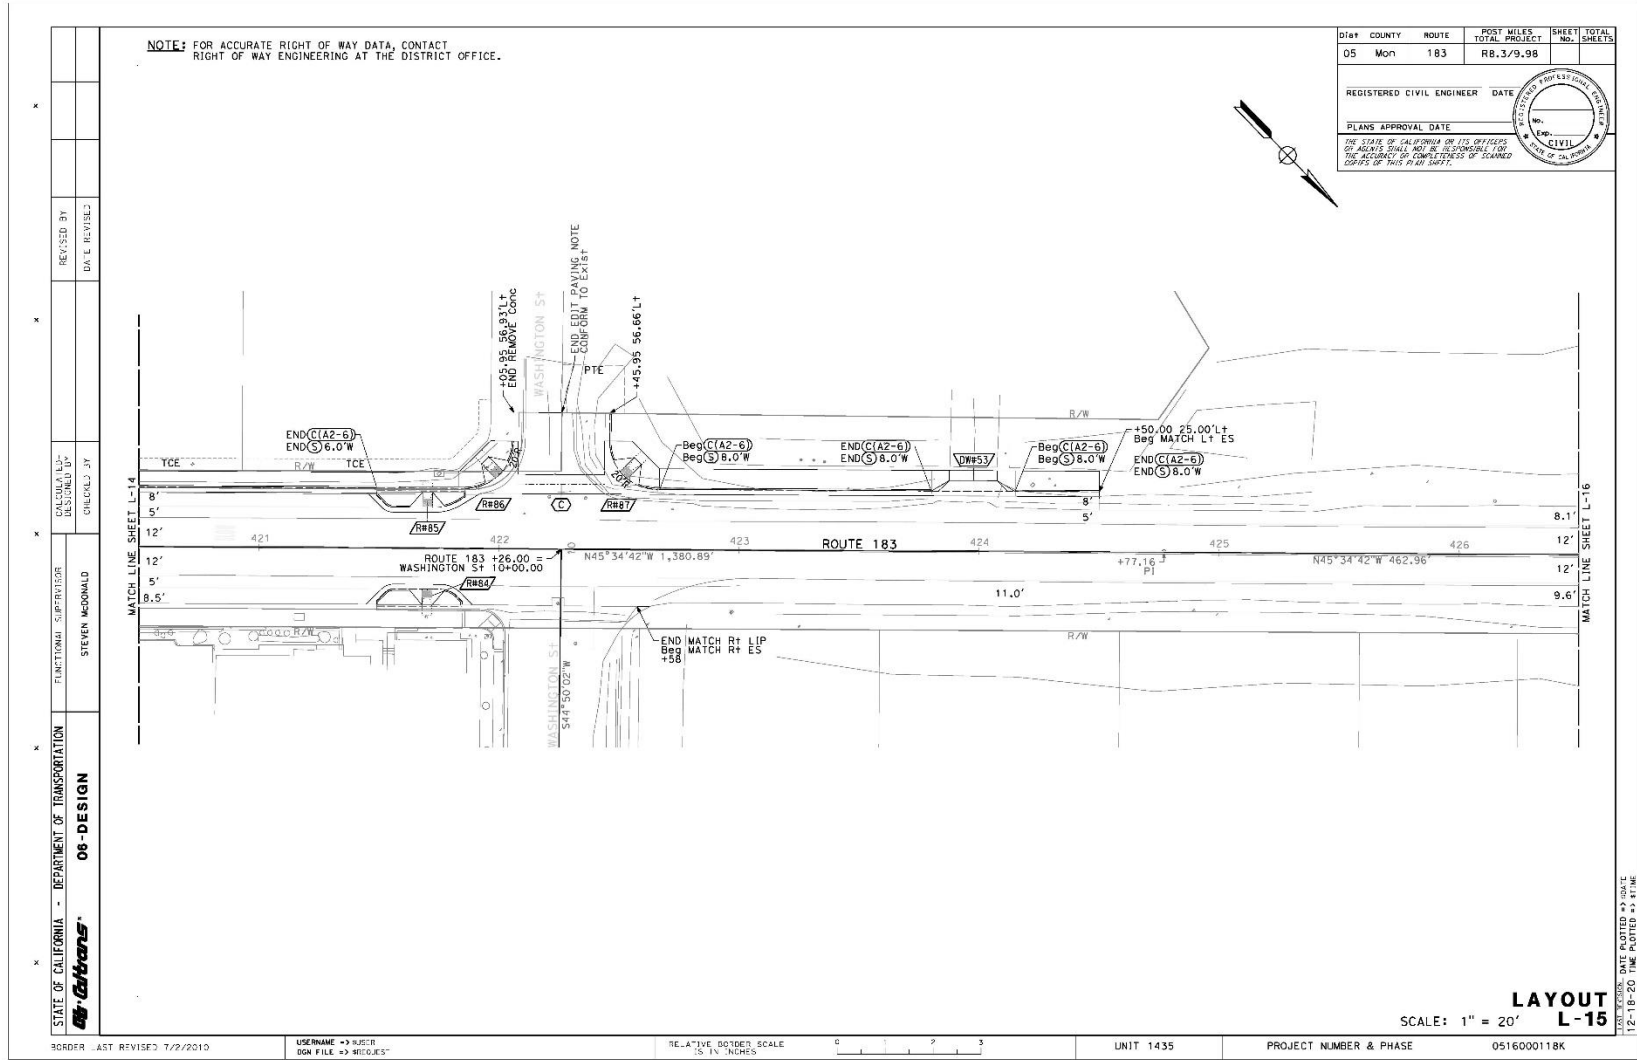 NOTE: FOR ACCURATE RIGHT OF WAY DATA, CONTACT
RIGHT OF WAY ENGINEERING AT THE DISTRICT OFFICE.
Dist COUNTY ROUTE POST MILES TOTAL PROJECT SHEET No. TOTAL SHEETS
05 Mon 183 R8.3/9.98
REGISTERED CIVIL ENGINEER DATE
PLANS APPROVAL DATE
THE STATE OF CALIFORNIA OR ITS OFFICERS
OR AGENTS SHALL NOT BE RESPONSIBLE FOR
THE ACCURACY OR COMPLETENESS OF SCANNED
COPIES OF THIS PLAN SHEET.
REGISTERED PROFESSIONAL ENGINEER
No.
Exp.
CIVIL
STATE OF CALIFORNIA
REVISED BY
DATE REVISED
CALCULATED-
DESIGNED BY
CHECKED BY
FUNCTIONAL SUPERVISOR
STEVEN McDONALD
STATE OF CALIFORNIA - DEPARTMENT OF TRANSPORTATION
06-DESIGN
Caltrans
MATCH LINE SHEET L-14
+05.95 56.93'Lt
END REMOVE Conc
WASHINGTON St
END EDIT PAVING NOTE
CONFORM TO Exist
+45.95 56.66'Lt
PTE
R/W
END C(A2-6)
END S 6.0'W
TCE
R/W
TCE
20'R
20'R
Beg C(A2-6)
Beg S 8.0'W
END C(A2-6)
END S 8.0'W
DW#53
Beg C(A2-6)
Beg S 8.0'W
+50.00 25.00'Lt
Beg MATCH Lt ES
END C(A2-6)
END S 8.0'W
8'
5'
12'
12'
5'
8.5'
R#85
R#86
C
R#87
8'
5'
8.1'
12'
12'
9.6'
421
422
423
ROUTE 183
424
425
426
ROUTE 183 +26.00 =
WASHINGTON St 10+00.00
10
N45°34'42"W 1,380.89'
+77.16
PI
N45°34'42"W 462.96'
R#84
11.0'
R/W
END MATCH Rt LIP
Beg MATCH Rt ES
+58
R/W
WASHINGTON St
S44°50'02"W
MATCH LINE SHEET L-16
LAYOUT
SCALE: 1" = 20' L-15
BORDER LAST REVISED 7/2/2010
USERNAME => $USER
DGN FILE => $REQUEST
RELATIVE BORDER SCALE
IS IN INCHES
0 1 2 3
UNIT 1435
PROJECT NUMBER & PHASE
0516000118K
LAST REVISION DATE PLOTTED => $DATE
12-18-20 TIME PLOTTED => $TIME